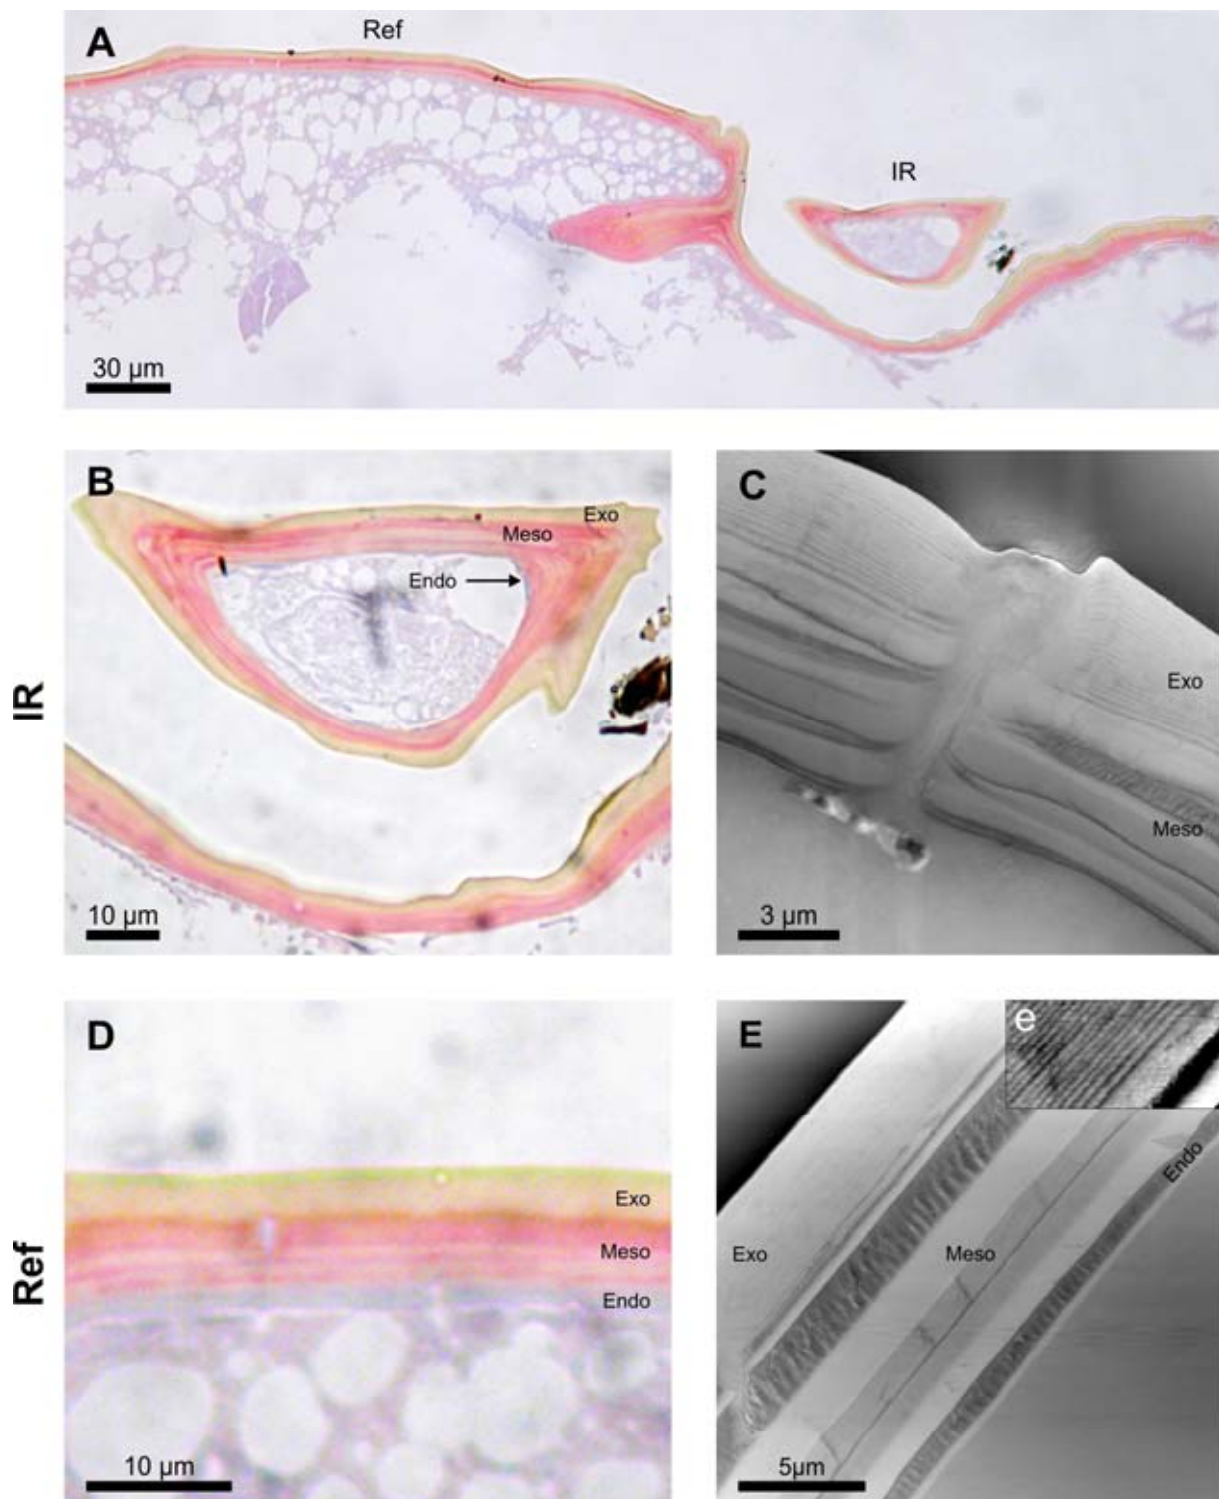 A
Ref
IR
30 µm
B
Exo
Meso
Endo
10 µm
C
Exo
Meso
3 µm
IR
D
Exo
Meso
Endo
10 µm
E
e
Endo
Exo
Meso
5µm
Ref